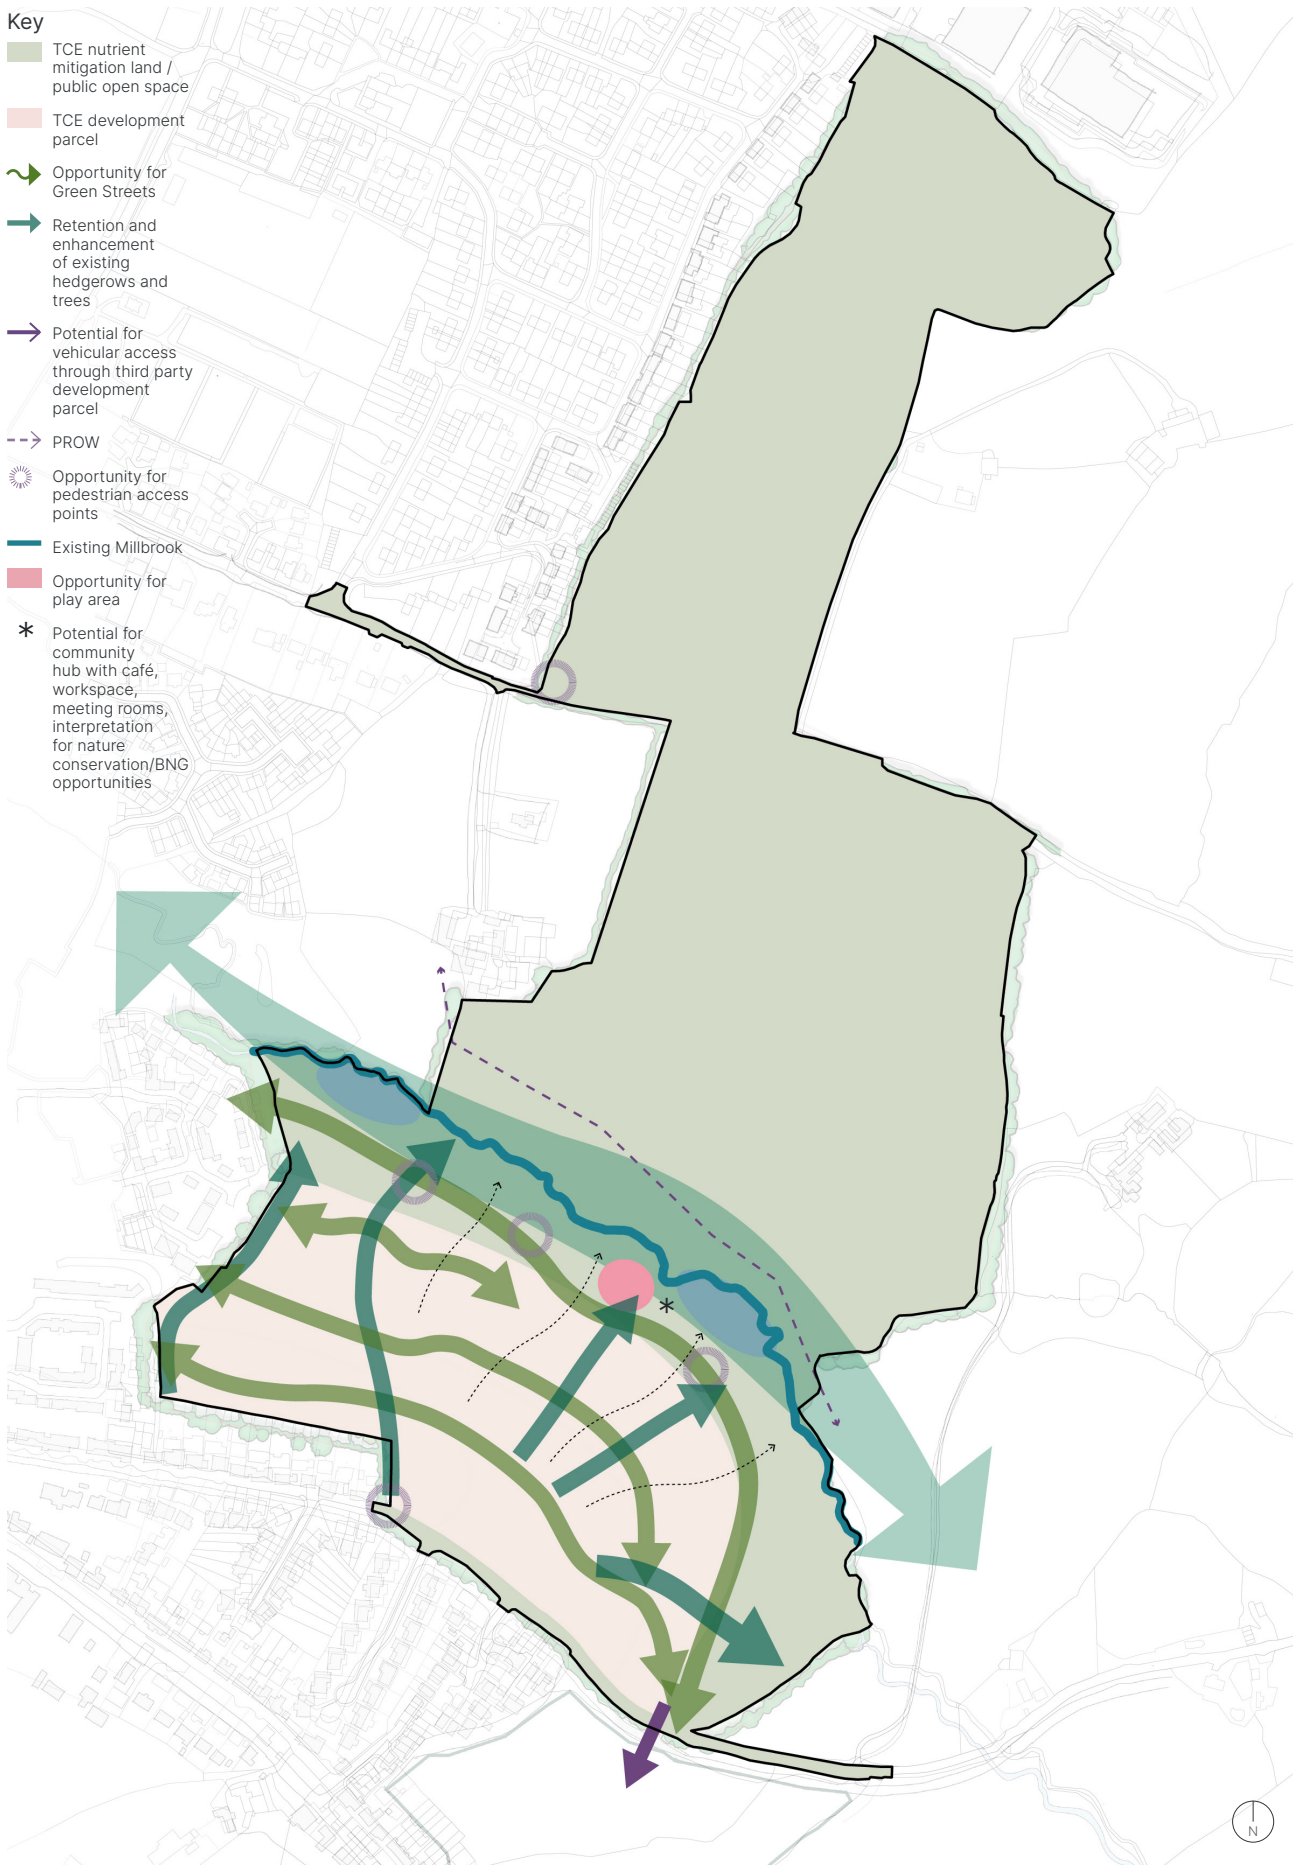 Key
TCE nutrient
mitigation land /
public open space
TCE development
parcel
Opportunity for
Green Streets
Retention and
enhancement
of existing
hedgerows and
trees
Potential for
vehicular access
through third party
development
parcel
PROW
Opportunity for
pedestrian access
points
Existing Millbrook
Opportunity for
play area
Potential for
community
hub with café,
workspace,
meeting rooms,
interpretation
for nature
conservation/BNG
opportunities
N